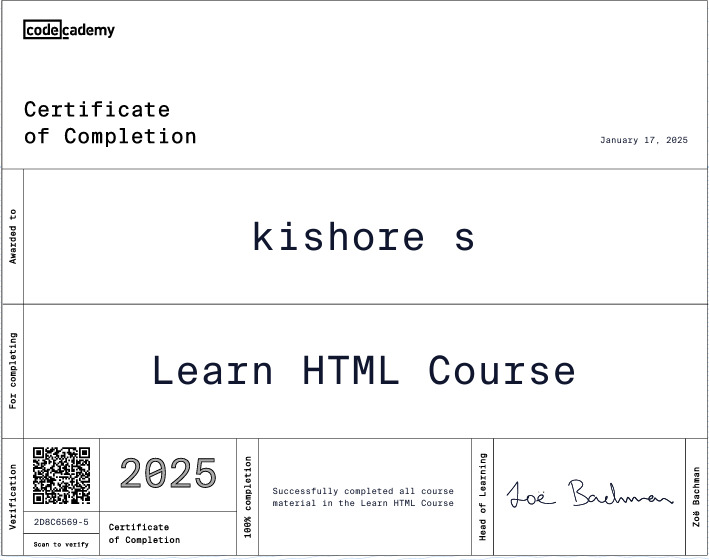 codecademy
Certificate
of Completion
January 17, 2025
Awarded to
kishore s
For completing
Learn HTML Course
Verification
2D8C6569-5
Scan to verify
2025
Certificate
of Completion
100% completion
Successfully completed all course
material in the Learn HTML Course
Head of Learning
Zoë Bachman
Zoë Bachman